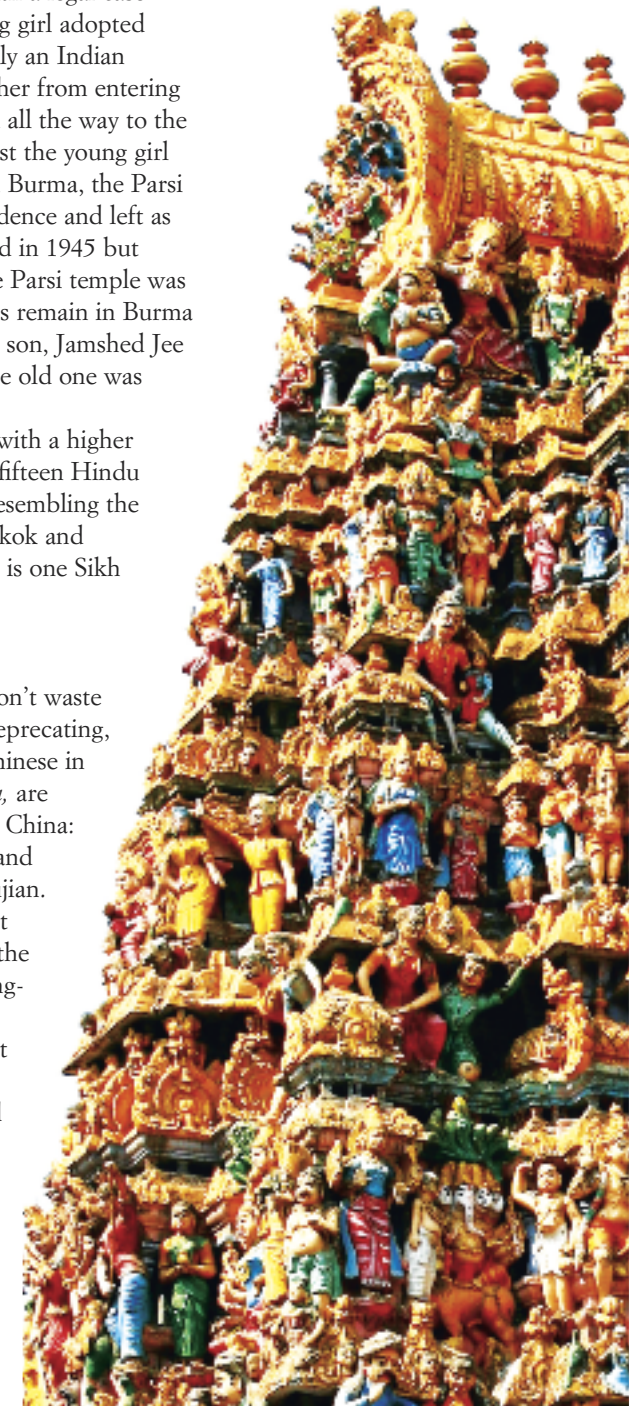 g girl adopted
ly an Indian
her from entering
all the way to the
st the young girl
Burma, the Parsi
dence and left as
d in 1945 but
e Parsi temple was
s remain in Burma
son, Jamshed Jee
e old one was
with a higher
fifteen Hindu
esembling the
kok and
is one Sikh
on’t waste
eprecating,
hinese in
are
China:
and
jian.
t
the
ng-
t
l